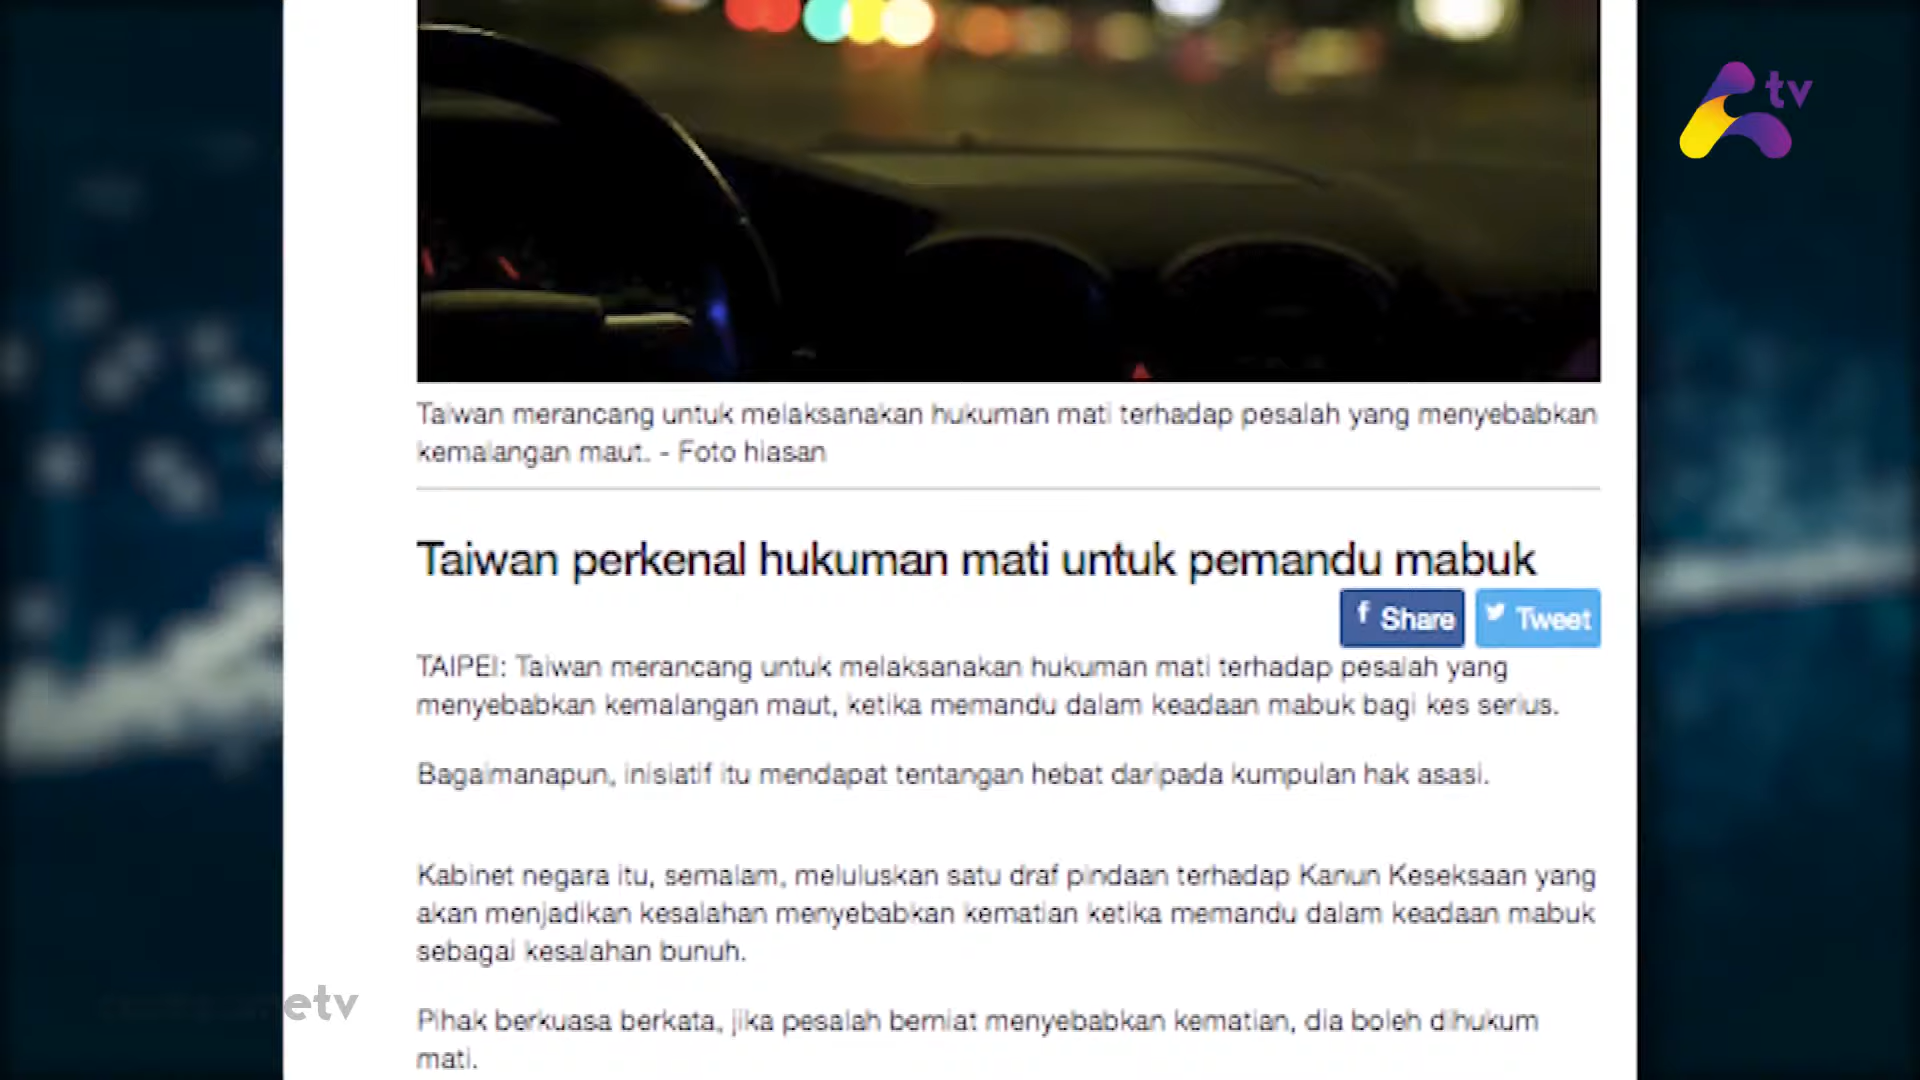 tv
Taiwan merancang untuk melaksanakan hukuman mati terhadap pesalah yang menyebabkan
kemalangan maut. - Foto hiasan
Taiwan perkenal hukuman mati untuk pemandu mabuk
f Share
Tweet
TAIPEI: Taiwan merancang untuk melaksanakan hukuman mati terhadap pesalah yang
menyebabkan kemalangan maut, ketika memandu dalam keadaan mabuk bagi kes serius.
Bagaimanapun, inisiatif itu mendapat tentangan hebat daripada kumpulan hak asasi.
Kabinet negara itu, semalam, meluluskan satu draf pindaan terhadap Kanun Keseksaan yang
akan menjadikan kesalahan menyebabkan kematian ketika memandu dalam keadaan mabuk
sebagai kesalahan bunuh.
Pihak berkuasa berkata, jika pesalah berniat menyebabkan kematian, dia boleh dihukum
mati.